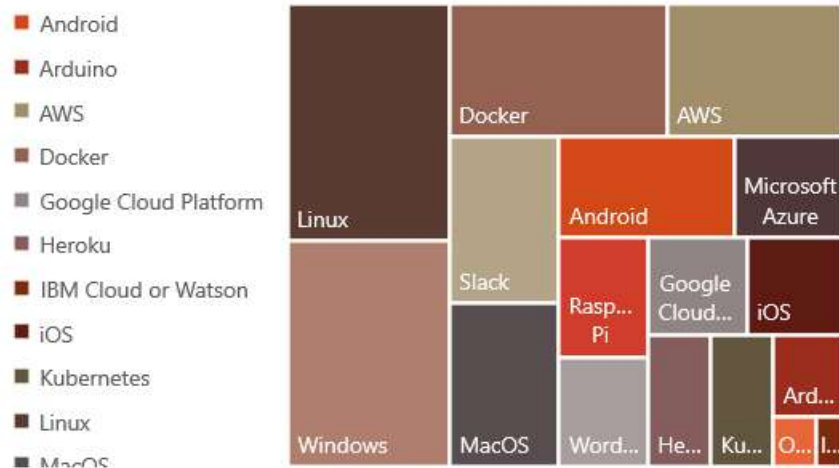 Android
Arduino
AWS
Docker
Google Cloud Platform
Heroku
IBM Cloud or Watson
iOS
Kubernetes
Linux
MacOS
Linux
Windows
Docker
AWS
Slack
MacOS
Android
Microsoft
Azure
Rasp...
Pi
Google
Cloud...
iOS
Word...
He...
Ku...
Ard...
O...
I...